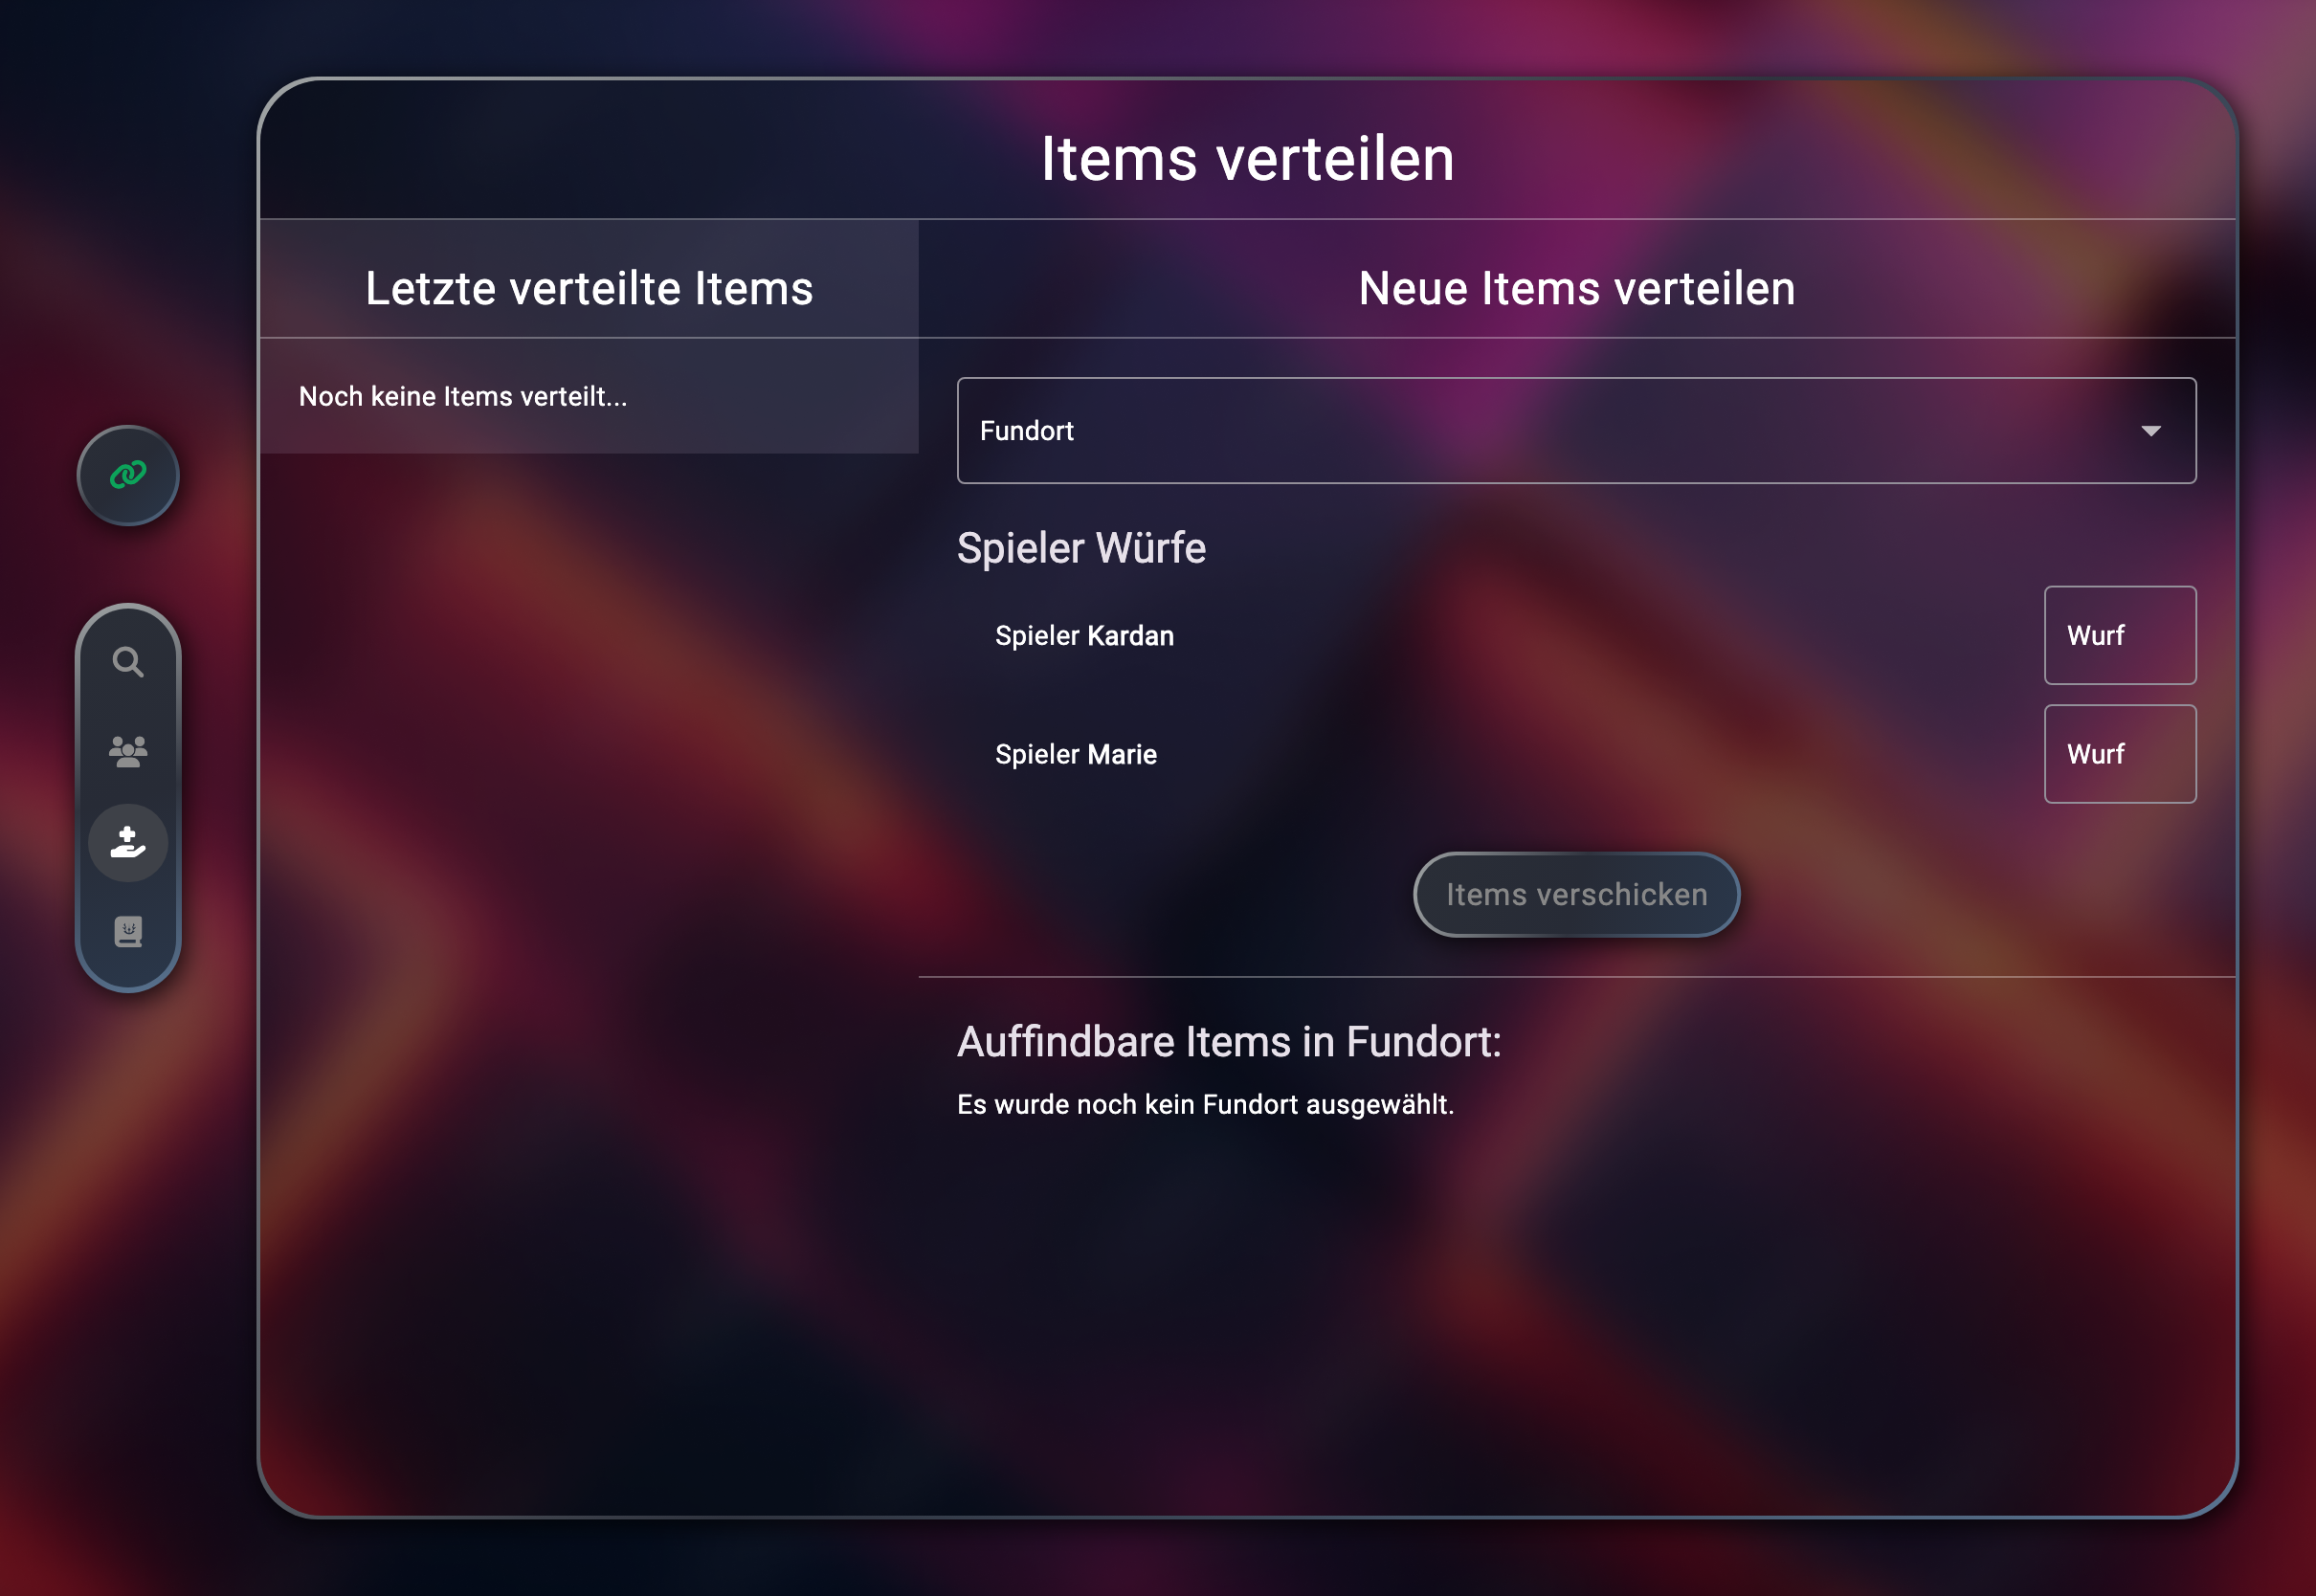 Items verteilen
Letzte verteilte Items
Noch keine Items verteilt...
Neue Items verteilen
Fundort
Spieler Würfe
Spieler Kardan
Wurf
Spieler Marie
Wurf
Items verschicken
Auffindbare Items in Fundort:
Es wurde noch kein Fundort ausgewählt.